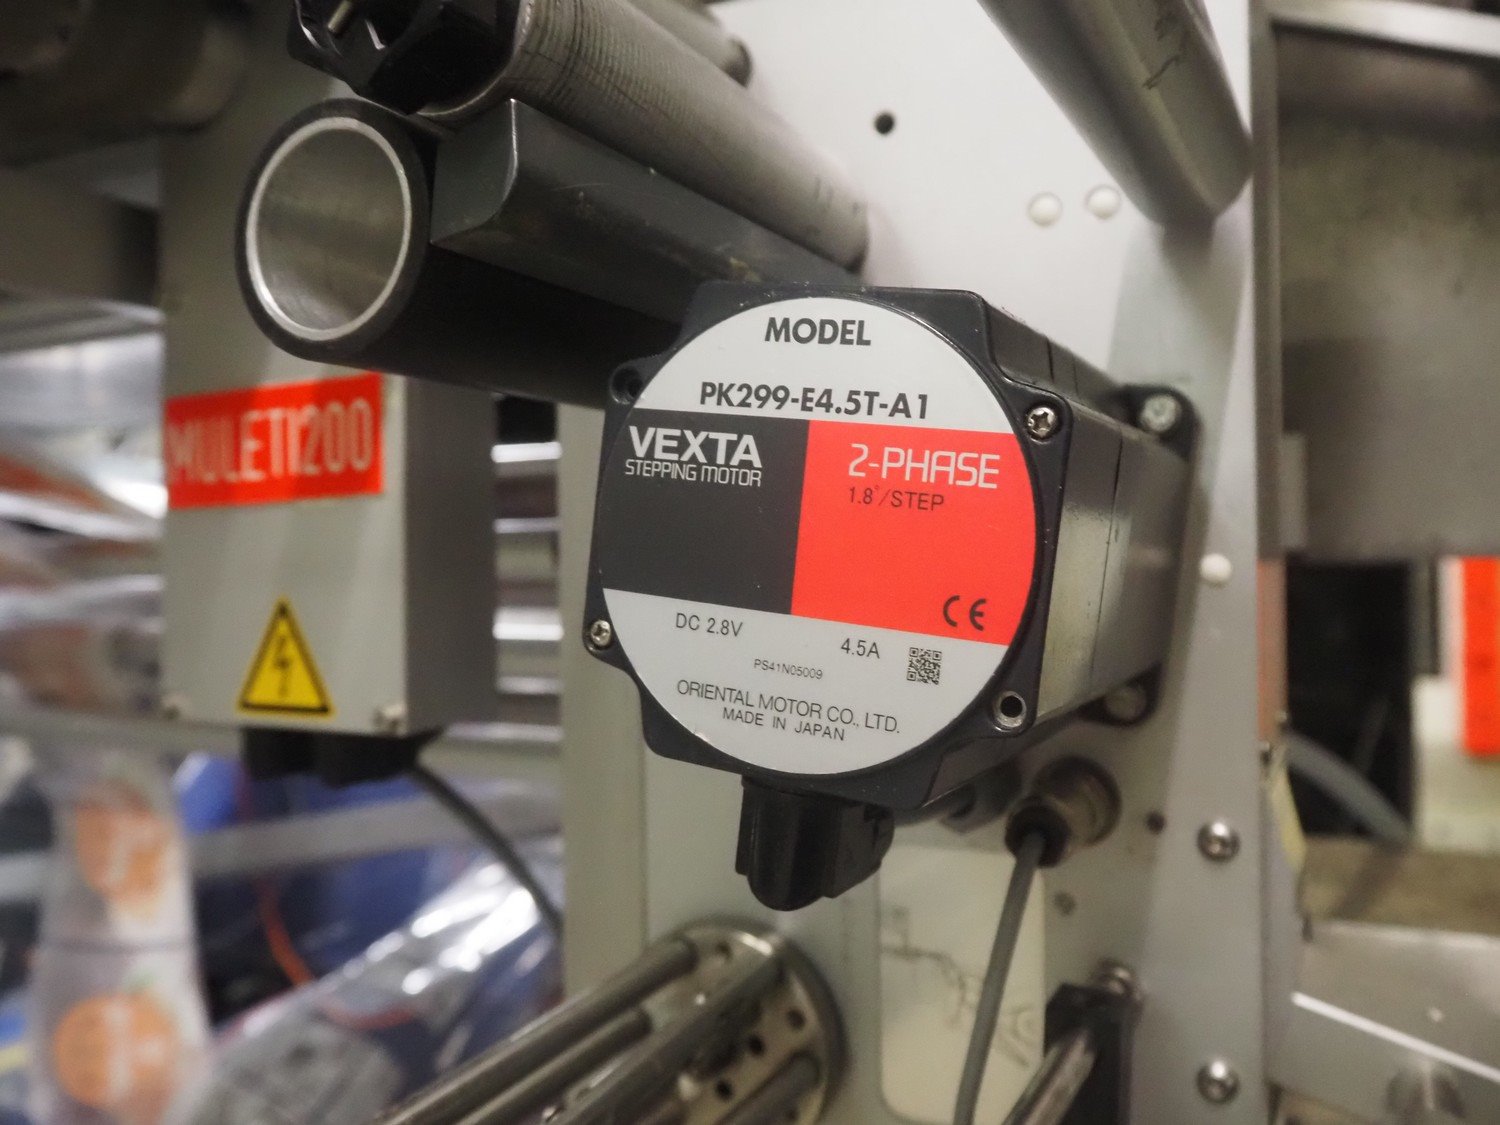 MODEL
PK299-E4.5T-A1
VEXTA
STEPPING MOTOR
2-PHASE
1.8°/STEP
CE
DC 2.8V
4.5A
PS41N05009
ORIENTAL MOTOR CO., LTD.
MADE IN JAPAN
MULETI1200